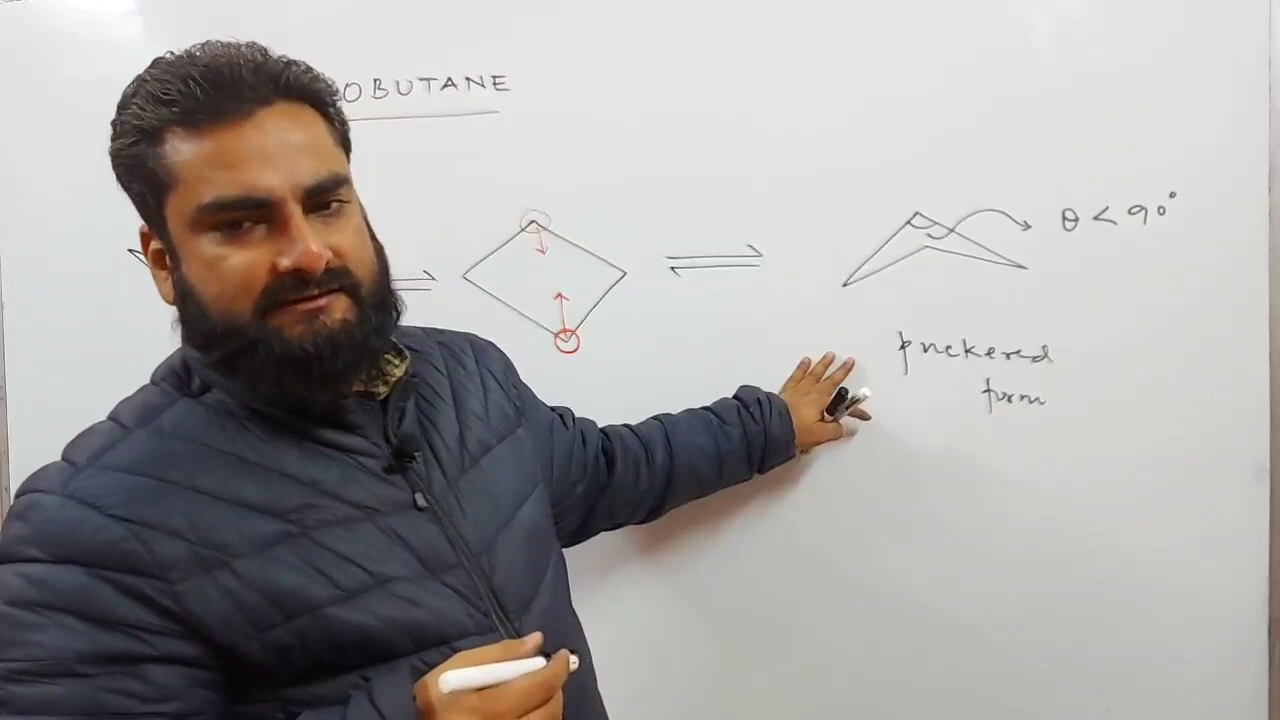 OBUTANE
θ < 90°
puckered
form